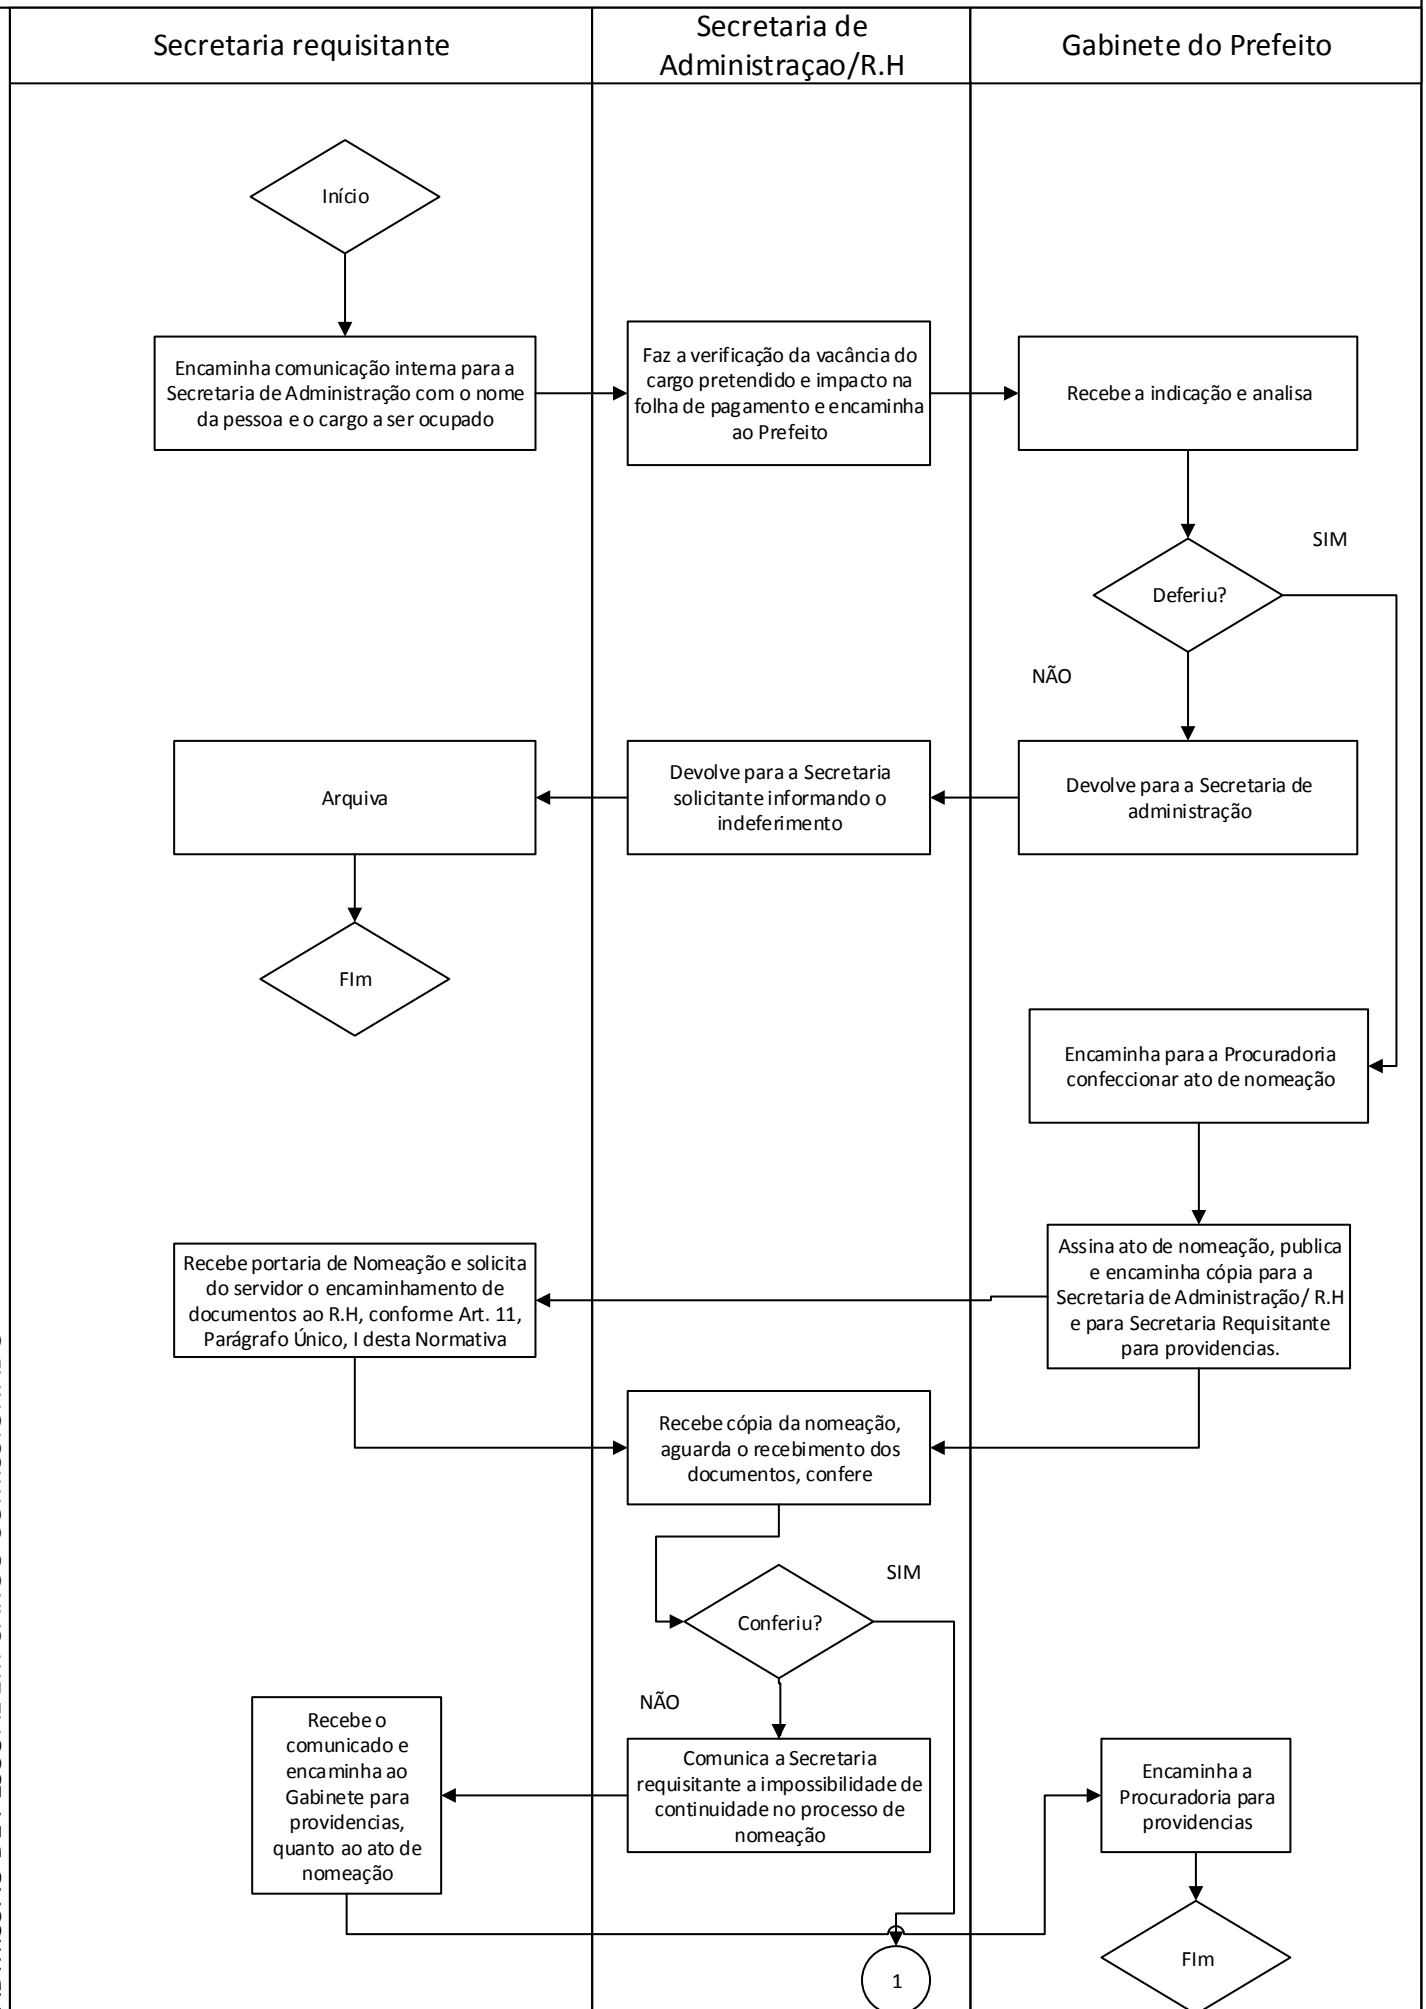 Secretaria requisitante
Secretaria de
Administraçao/R.H
Gabinete do Prefeito
Início
Encaminha comunicação interna para a
Secretaria de Administração com o nome
da pessoa e o cargo a ser ocupado
Faz a verificação da vacância do
cargo pretendido e impacto na
folha de pagamento e encaminha
ao Prefeito
Recebe a indicação e analisa
SIM
Deferiu?
NÃO
Arquiva
Devolve para a Secretaria
solicitante informando o
indeferimento
Devolve para a Secretaria de
administração
FIm
Encaminha para a Procuradoria
confeccionar ato de nomeação
Recebe portaria de Nomeação e solicita
do servidor o encaminhamento de
documentos ao R.H, conforme Art. 11,
Parágrafo Único, I desta Normativa
Assina ato de nomeação, publica
e encaminha cópia para a
Secretaria de Administração/ R.H
e para Secretaria Requisitante
para providencias.
Recebe cópia da nomeação,
aguarda o recebimento dos
documentos, confere
SIM
Conferiu?
NÃO
Recebe o
comunicado e
encaminha ao
Gabinete para
providencias,
quanto ao ato de
nomeação
Comunica a Secretaria
requisitante a impossibilidade de
continuidade no processo de
nomeação
Encaminha a
Procuradoria para
providencias
1
FIm